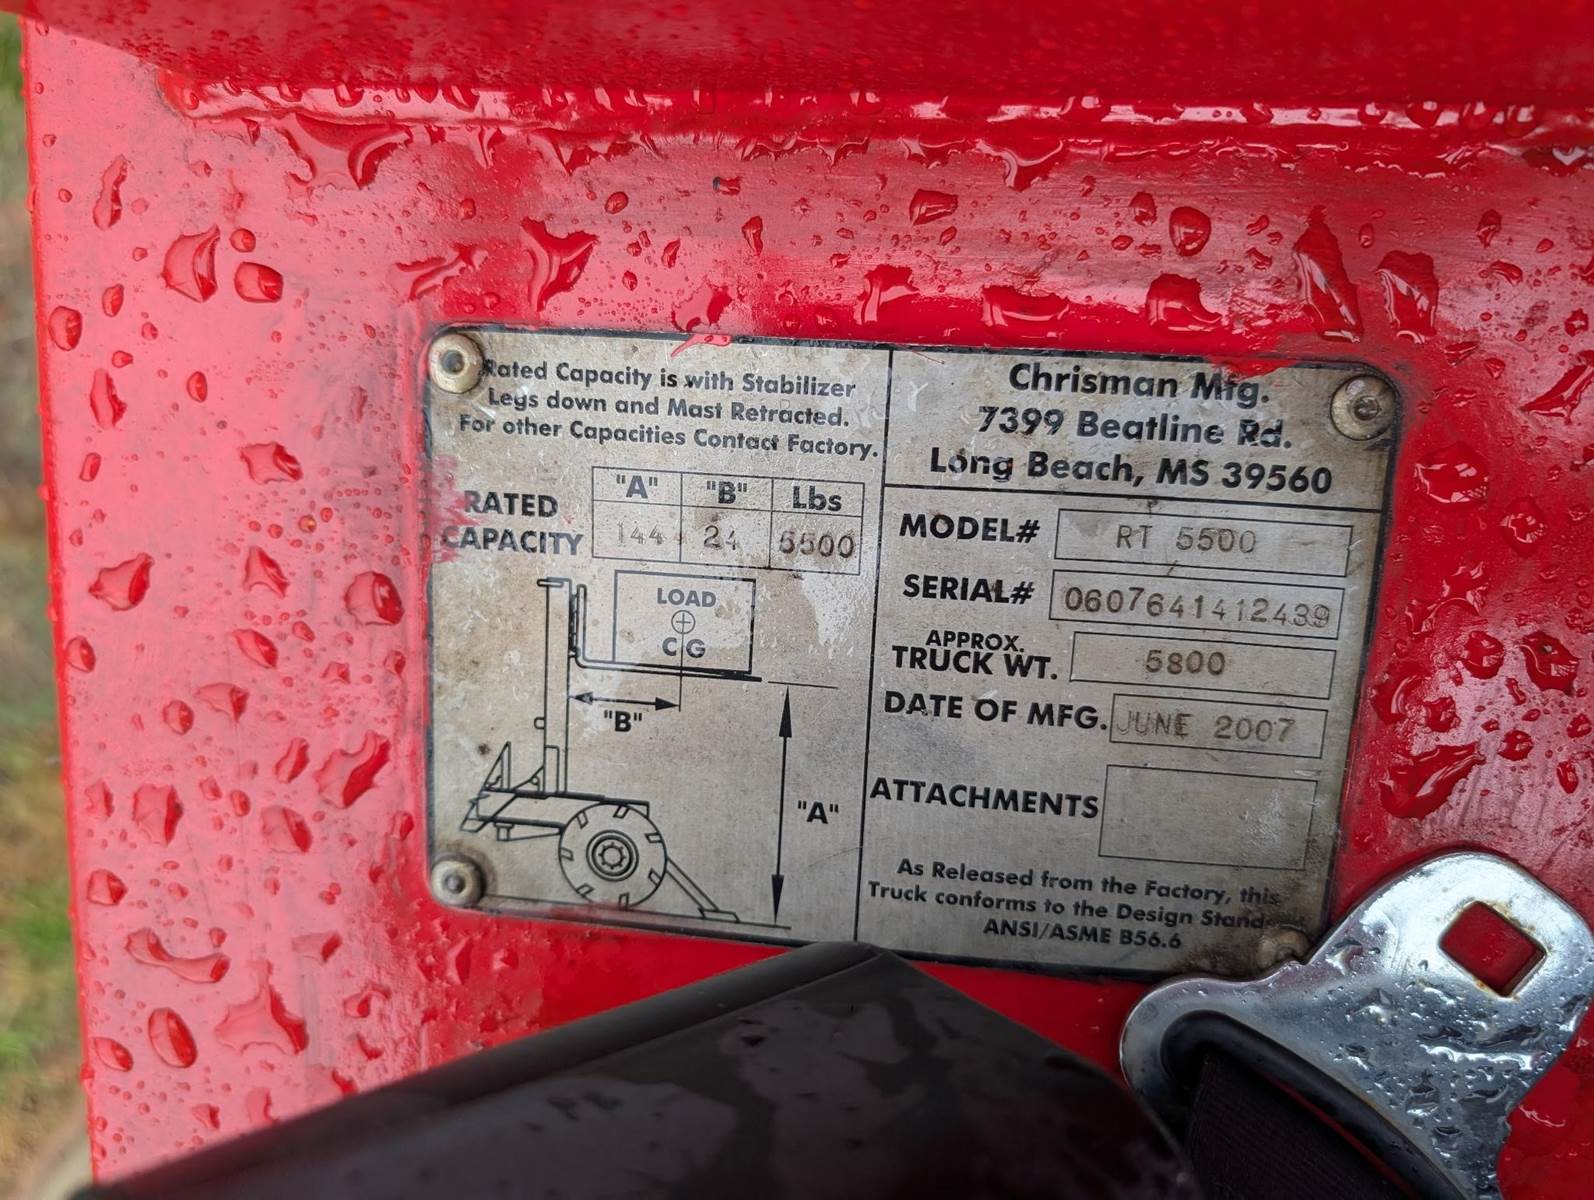 Rated Capacity is with Stabilizer
Legs down and Mast Retracted.
For other Capacities Contact Factory.
RATED CAPACITY
"A" "B" Lbs
144 24 5500
LOAD
CG
"B"
"A"
Chrisman Mfg.
7399 Beatline Rd.
Long Beach, MS 39560
MODEL# RT 5500
SERIAL# 0607641412439
APPROX.
TRUCK WT. 5800
DATE OF MFG. JUNE 2007
ATTACHMENTS
As Released from the Factory, this
Truck conforms to the Design
ANSI/ASME B56.6